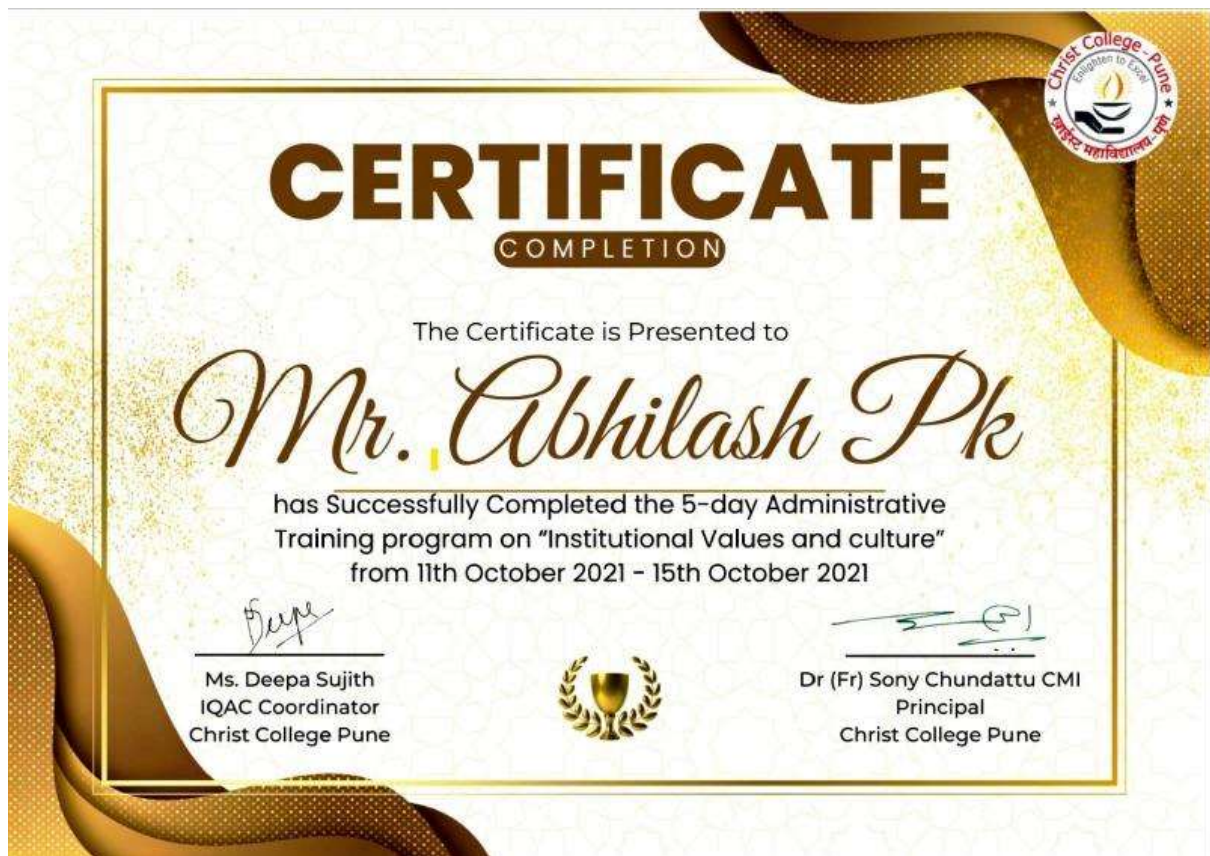 Christ College - Pune
Enlighten to Excel
ख्राईस्ट महाविद्यालय-पुणे
CERTIFICATE
COMPLETION
The Certificate is Presented to
Mr. Abhilash Pk
has Successfully Completed the 5-day Administrative
Training program on "Institutional Values and culture"
from 11th October 2021 - 15th October 2021
Deepa
Ms. Deepa Sujith
IQAC Coordinator
Christ College Pune
Dr (Fr) Sony Chundattu CMI
Principal
Christ College Pune